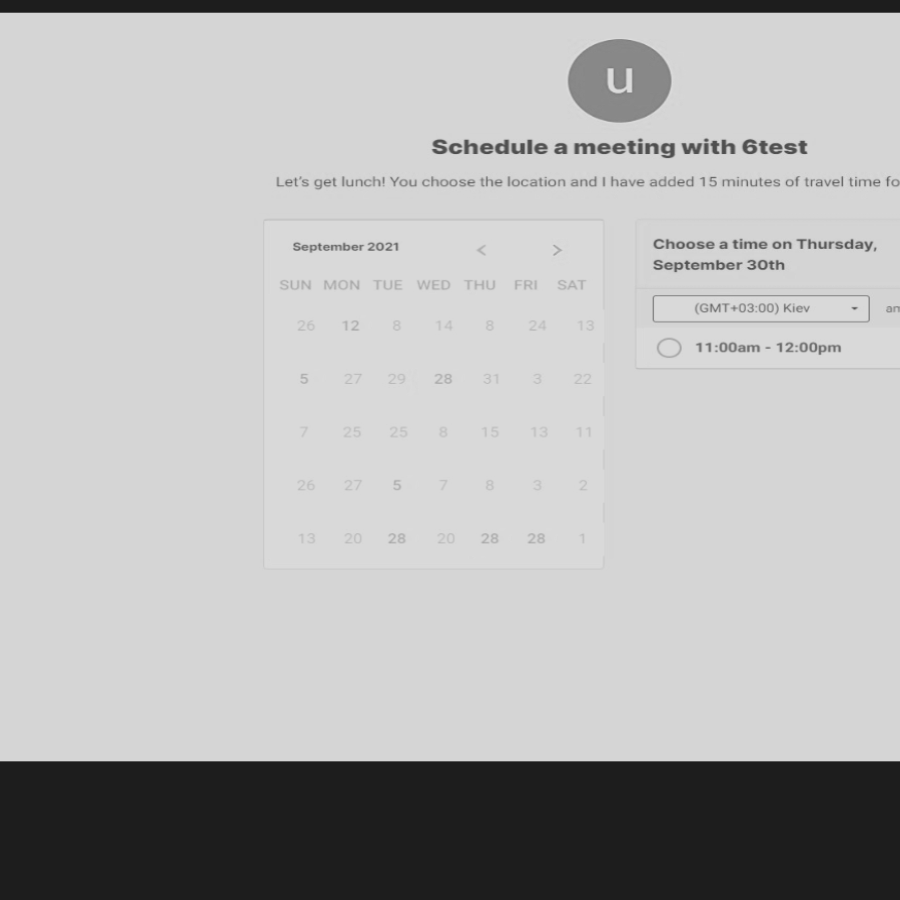 u
Schedule a meeting with 6test
Let's get lunch! You choose the location and I have added 15 minutes of travel time fo
September 2021 < >
SUN MON TUE WED THU FRI SAT
26 12 8 14 8 24 13
5 27 29 28 31 3 22
7 25 25 8 15 13 11
26 27 5 7 8 3 2
13 20 28 20 28 28 1
Choose a time on Thursday,
September 30th
(GMT+03:00) Kiev an
11:00am - 12:00pm